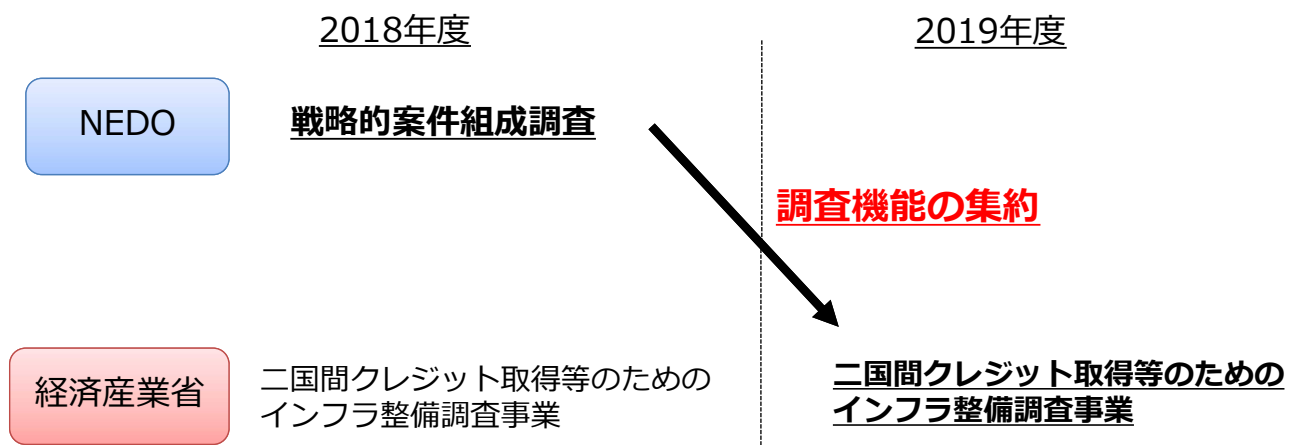 2018年度
2019年度
NEDO
戦略的案件組成調査
調査機能の集約
経済産業省
二国間クレジット取得等のための
インフラ整備調査事業
二国間クレジット取得等のための
インフラ整備調査事業